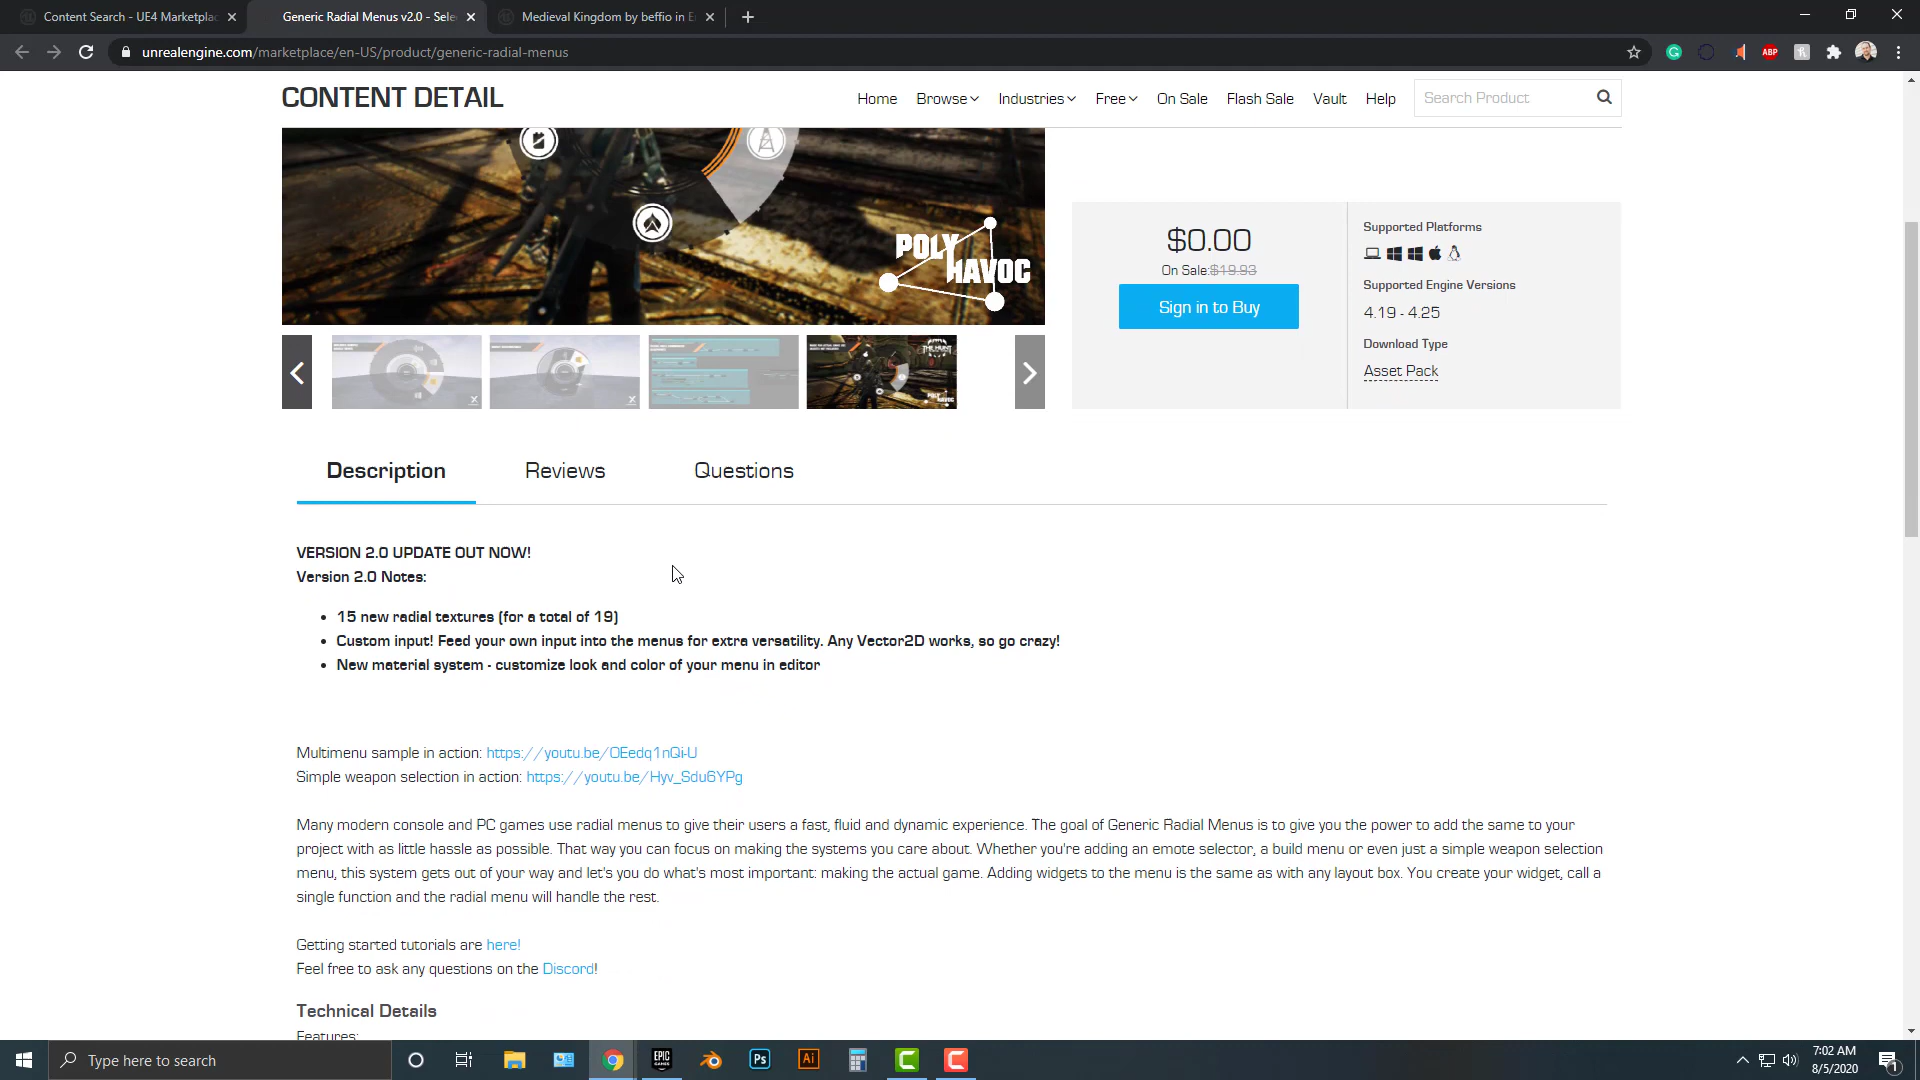 Content Search - UE4 Marketplac
Generic Radial Menus v2.0 - Sele
Medieval Kingdom by beffio in E
unrealengine.com/marketplace/en-US/product/generic-radial-menus
ABP
CONTENT DETAIL
Home
Browse
Industries
Free
On Sale
Flash Sale
Vault
Help
Search Product
POLY
HAVOC
$0.00
On Sale:$19.93
Sign in to Buy
Supported Platforms
Supported Engine Versions
4.19 - 4.25
Download Type
Asset Pack
Description
Reviews
Questions
VERSION 2.0 UPDATE OUT NOW!
Version 2.0 Notes:
• 15 new radial textures (for a total of 19)
• Custom input! Feed your own input into the menus for extra versatility. Any Vector2D works, so go crazy!
• New material system - customize look and color of your menu in editor
Multimenu sample in action: https://youtu.be/OEedq1nQi-U
Simple weapon selection in action: https://youtu.be/Hyv_Sdu6YPg
Many modern console and PC games use radial menus to give their users a fast, fluid and dynamic experience. The goal of Generic Radial Menus is to give you the power to add the same to your
project with as little hassle as possible. That way you can focus on making the systems you care about. Whether you're adding an emote selector, a build menu or even just a simple weapon selection
menu, this system gets out of your way and let's you do what's most important: making the actual game. Adding widgets to the menu is the same as with any layout box. You create your widget, call a
single function and the radial menu will handle the rest.
Getting started tutorials are here!
Feel free to ask any questions on the Discord!
Technical Details
Features:
Type here to search
EPIC
GAMES
Ps
Ai
7:02 AM
8/5/2020
1